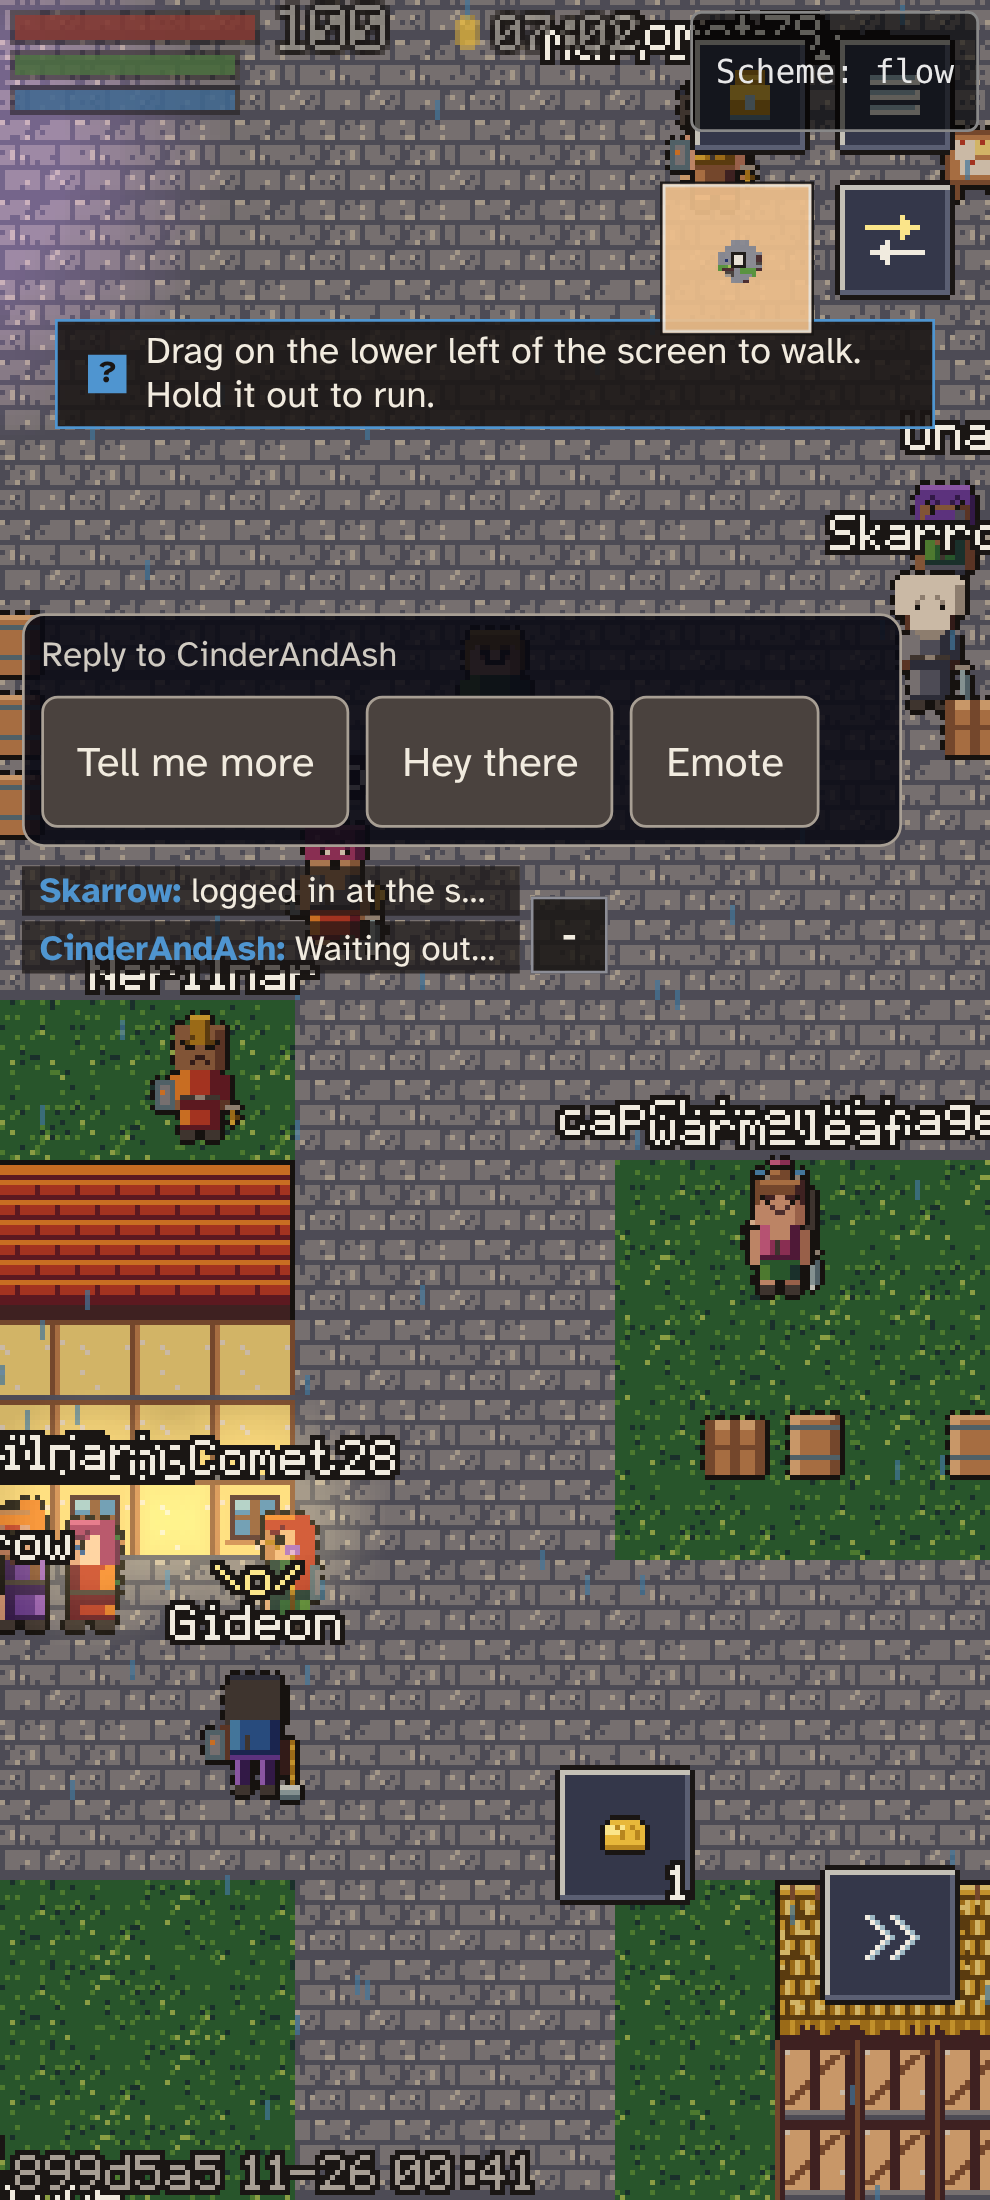 100
07:02
Scheme: flow
? Drag on the lower left of the screen to walk.
Hold it out to run.
Skarro
Reply to CinderAndAsh
Tell me more
Hey there
Emote
Skarrow: logged in at the s...
CinderAndAsh: Waiting out...
-
Comet28
Gideon
1
899d5a5 11-26 00:41